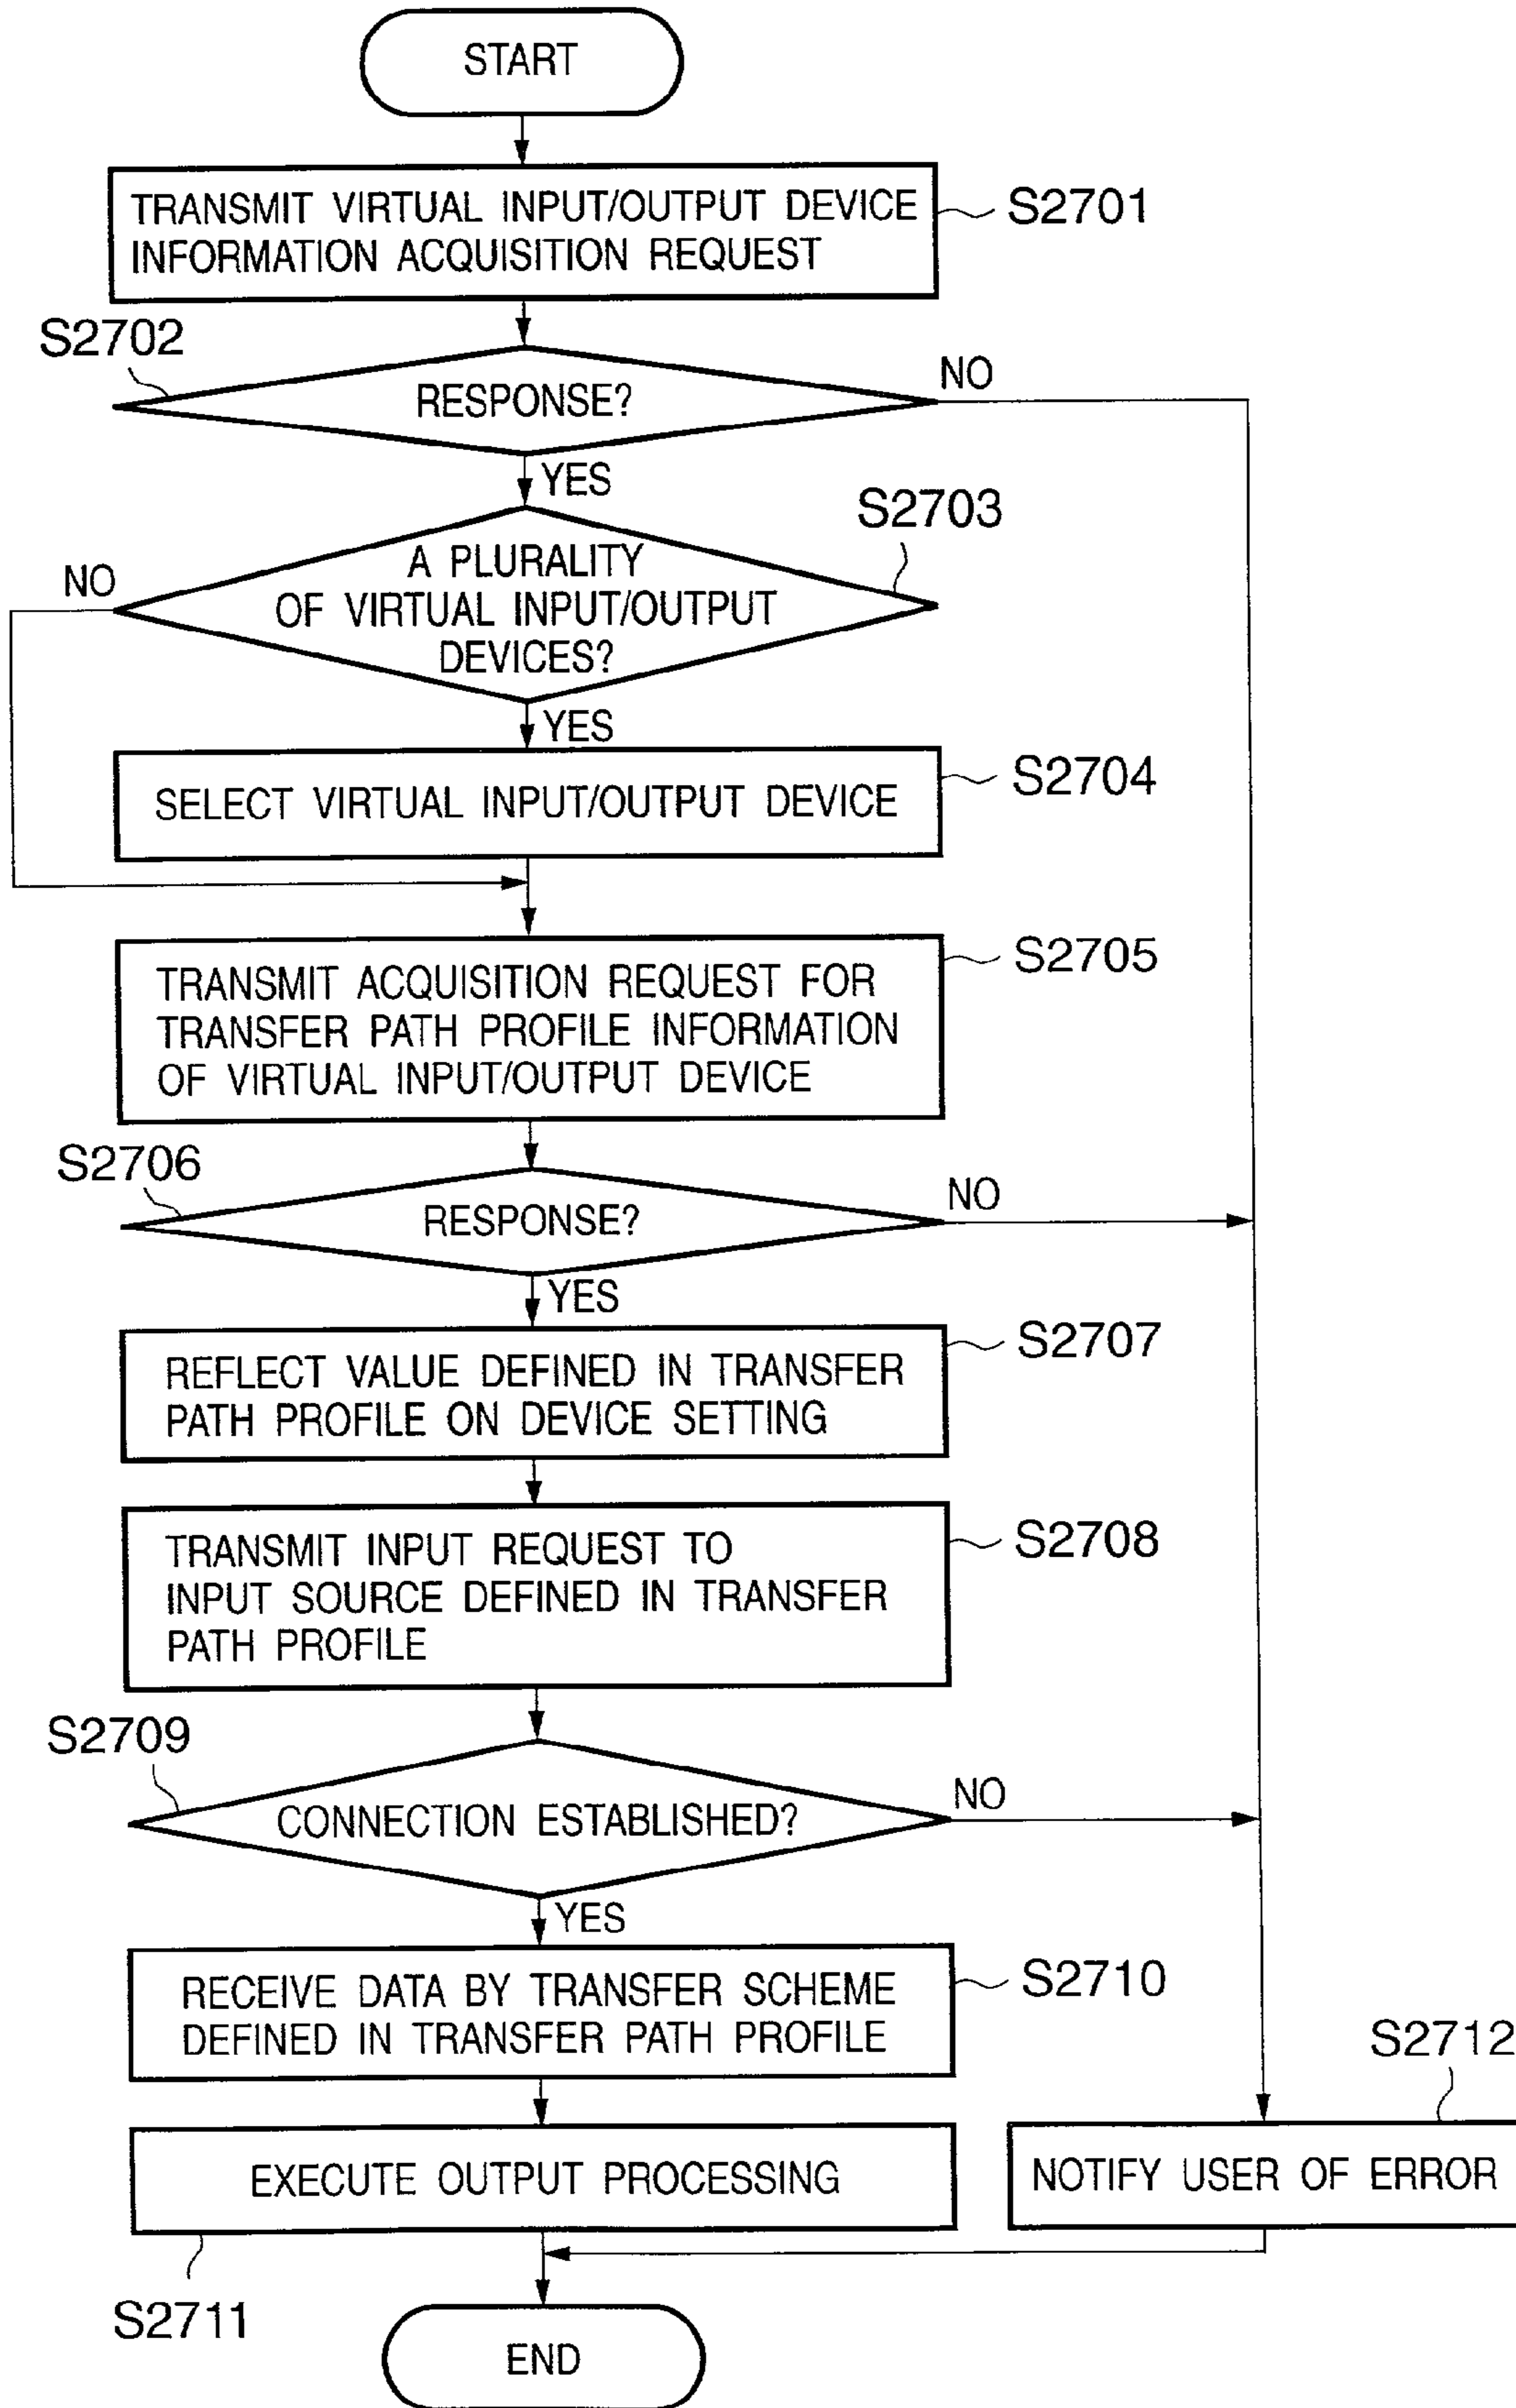 START
TRANSMIT VIRTUAL INPUT/OUTPUT DEVICE
INFORMATION ACQUISITION REQUEST
S2701
S2702
RESPONSE?
NO
YES
S2703
A PLURALITY
OF VIRTUAL INPUT/OUTPUT
DEVICES?
NO
YES
SELECT VIRTUAL INPUT/OUTPUT DEVICE
S2704
TRANSMIT ACQUISITION REQUEST FOR
TRANSFER PATH PROFILE INFORMATION
OF VIRTUAL INPUT/OUTPUT DEVICE
S2705
S2706
RESPONSE?
NO
YES
REFLECT VALUE DEFINED IN TRANSFER
PATH PROFILE ON DEVICE SETTING
S2707
TRANSMIT INPUT REQUEST TO
INPUT SOURCE DEFINED IN TRANSFER
PATH PROFILE
S2708
S2709
CONNECTION ESTABLISHED?
NO
YES
RECEIVE DATA BY TRANSFER SCHEME
DEFINED IN TRANSFER PATH PROFILE
S2710
S2712
EXECUTE OUTPUT PROCESSING
NOTIFY USER OF ERROR
S2711
END